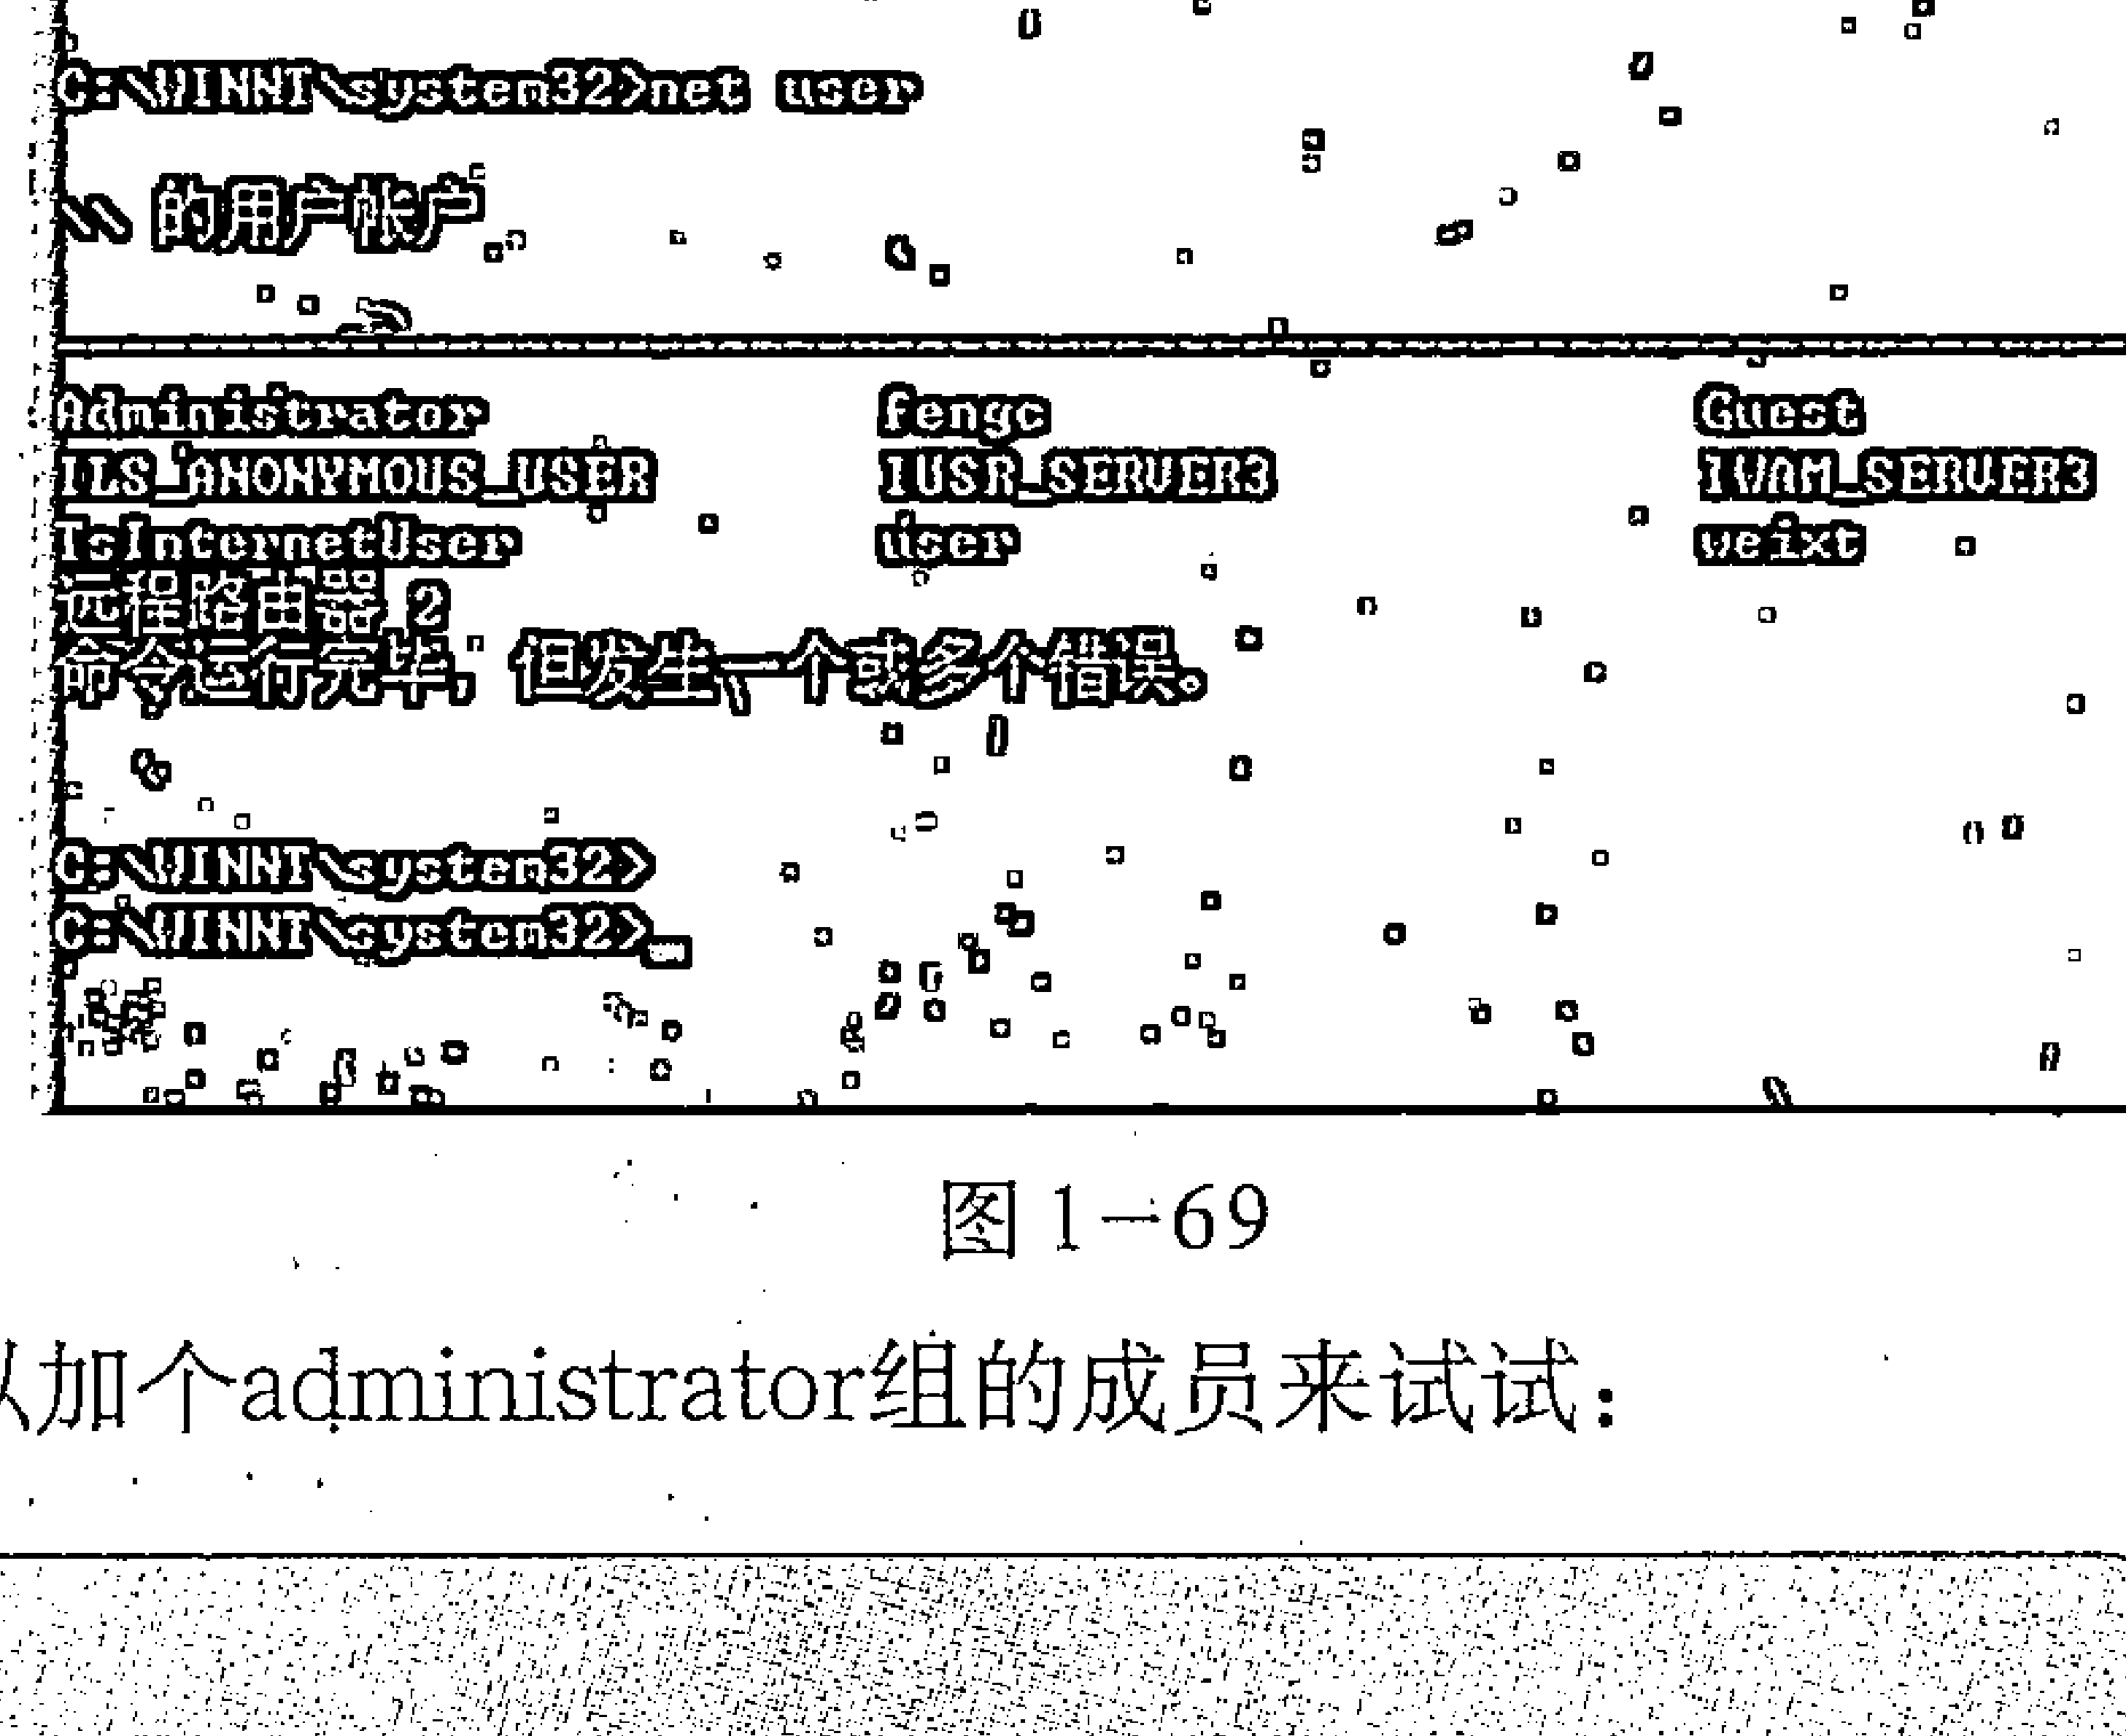 C:\WINNT\system32>net user
\\ 的用户帐户
Administrator fengc Guest
ILS_ANONYMOUS_USER IUSR_SERVER3 IWAM_SERVER3
TsInternetUser user weixt
远程路由器 2
命令运行完毕，但发生一个或多个错误。
C:\WINNT\system32>
C:\WINNT\system32>_
图1－69
以加个administrator组的成员来试试：